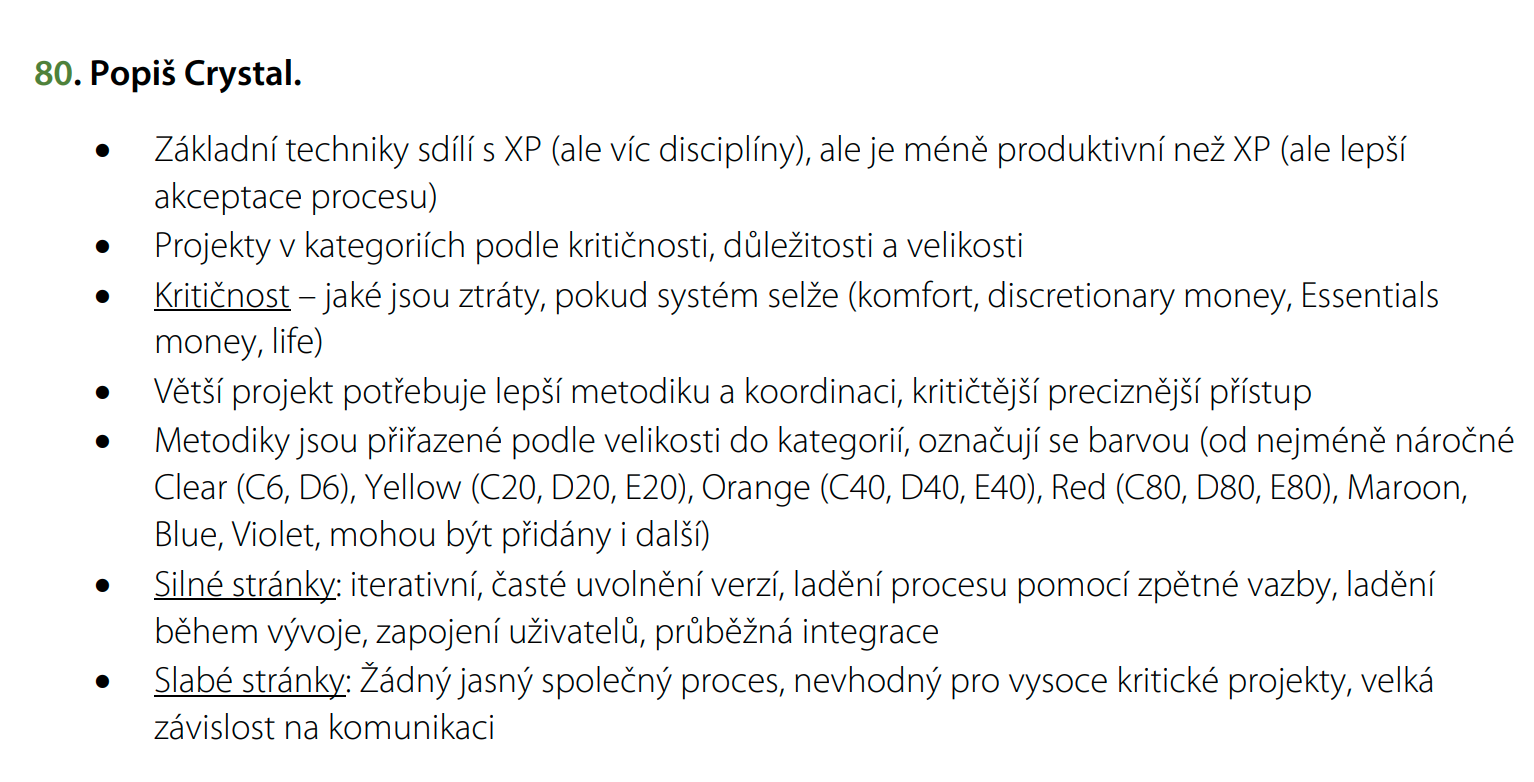 80. Popiš Crystal.
● Základní techniky sdílí s XP (ale víc disciplíny), ale je méně produktivní než XP (ale lepší
akceptace procesu)
● Projekty v kategoriích podle kritičnosti, důležitosti a velikosti
● Kritičnost – jaké jsou ztráty, pokud systém selže (komfort, discretionary money, Essentials
money, life)
● Větší projekt potřebuje lepší metodiku a koordinaci, kritičtější preciznější přístup
● Metodiky jsou přiřazené podle velikosti do kategorií, označují se barvou (od nejméně náročné
Clear (C6, D6), Yellow (C20, D20, E20), Orange (C40, D40, E40), Red (C80, D80, E80), Maroon,
Blue, Violet, mohou být přidány i další)
● Silné stránky: iterativní, časté uvolnění verzí, ladění procesu pomocí zpětné vazby, ladění
během vývoje, zapojení uživatelů, průběžná integrace
● Slabé stránky: Žádný jasný společný proces, nevhodný pro vysoce kritické projekty, velká
závislost na komunikaci